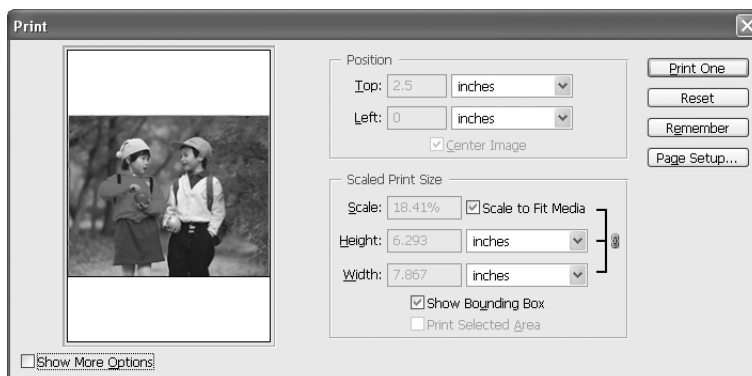 Print
Position
Top: 2.5 inches
Left: 0 inches
Center Image
Scaled Print Size
Scale: 18.41% Scale to Fit Media
Height: 6.293 inches
Width: 7.867 inches
Show Bounding Box
Print Selected Area
Print One
Reset
Remember
Page Setup...
Show More Options